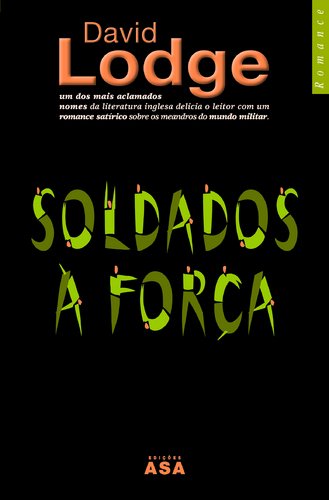 David
Lodge
um dos mais aclamados
nomes da literatura inglesa delicia o leitor com um
romance satírico sobre os meandros do mundo militar.
Romance
SOLDADOS
À FORÇA
EDIÇÕES
ASA